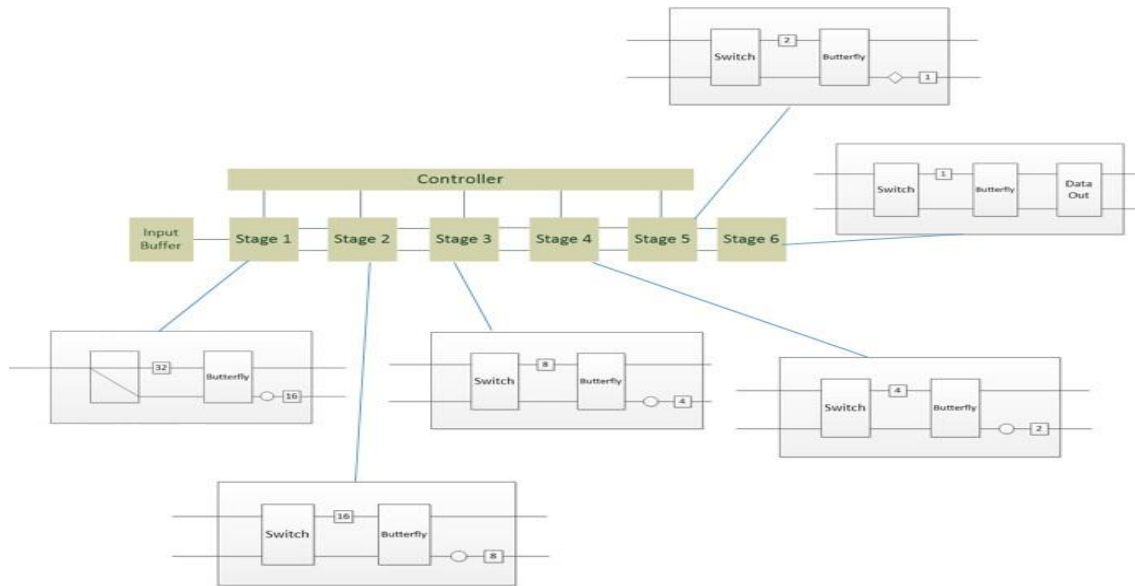 Switch
2
Butterfly
1
Switch
1
Butterfly
Data
Out
Controller
Input
Buffer
Stage 1
Stage 2
Stage 3
Stage 4
Stage 5
Stage 6
32
Butterfly
16
Switch
8
Butterfly
4
Switch
4
Butterfly
2
Switch
16
Butterfly
8